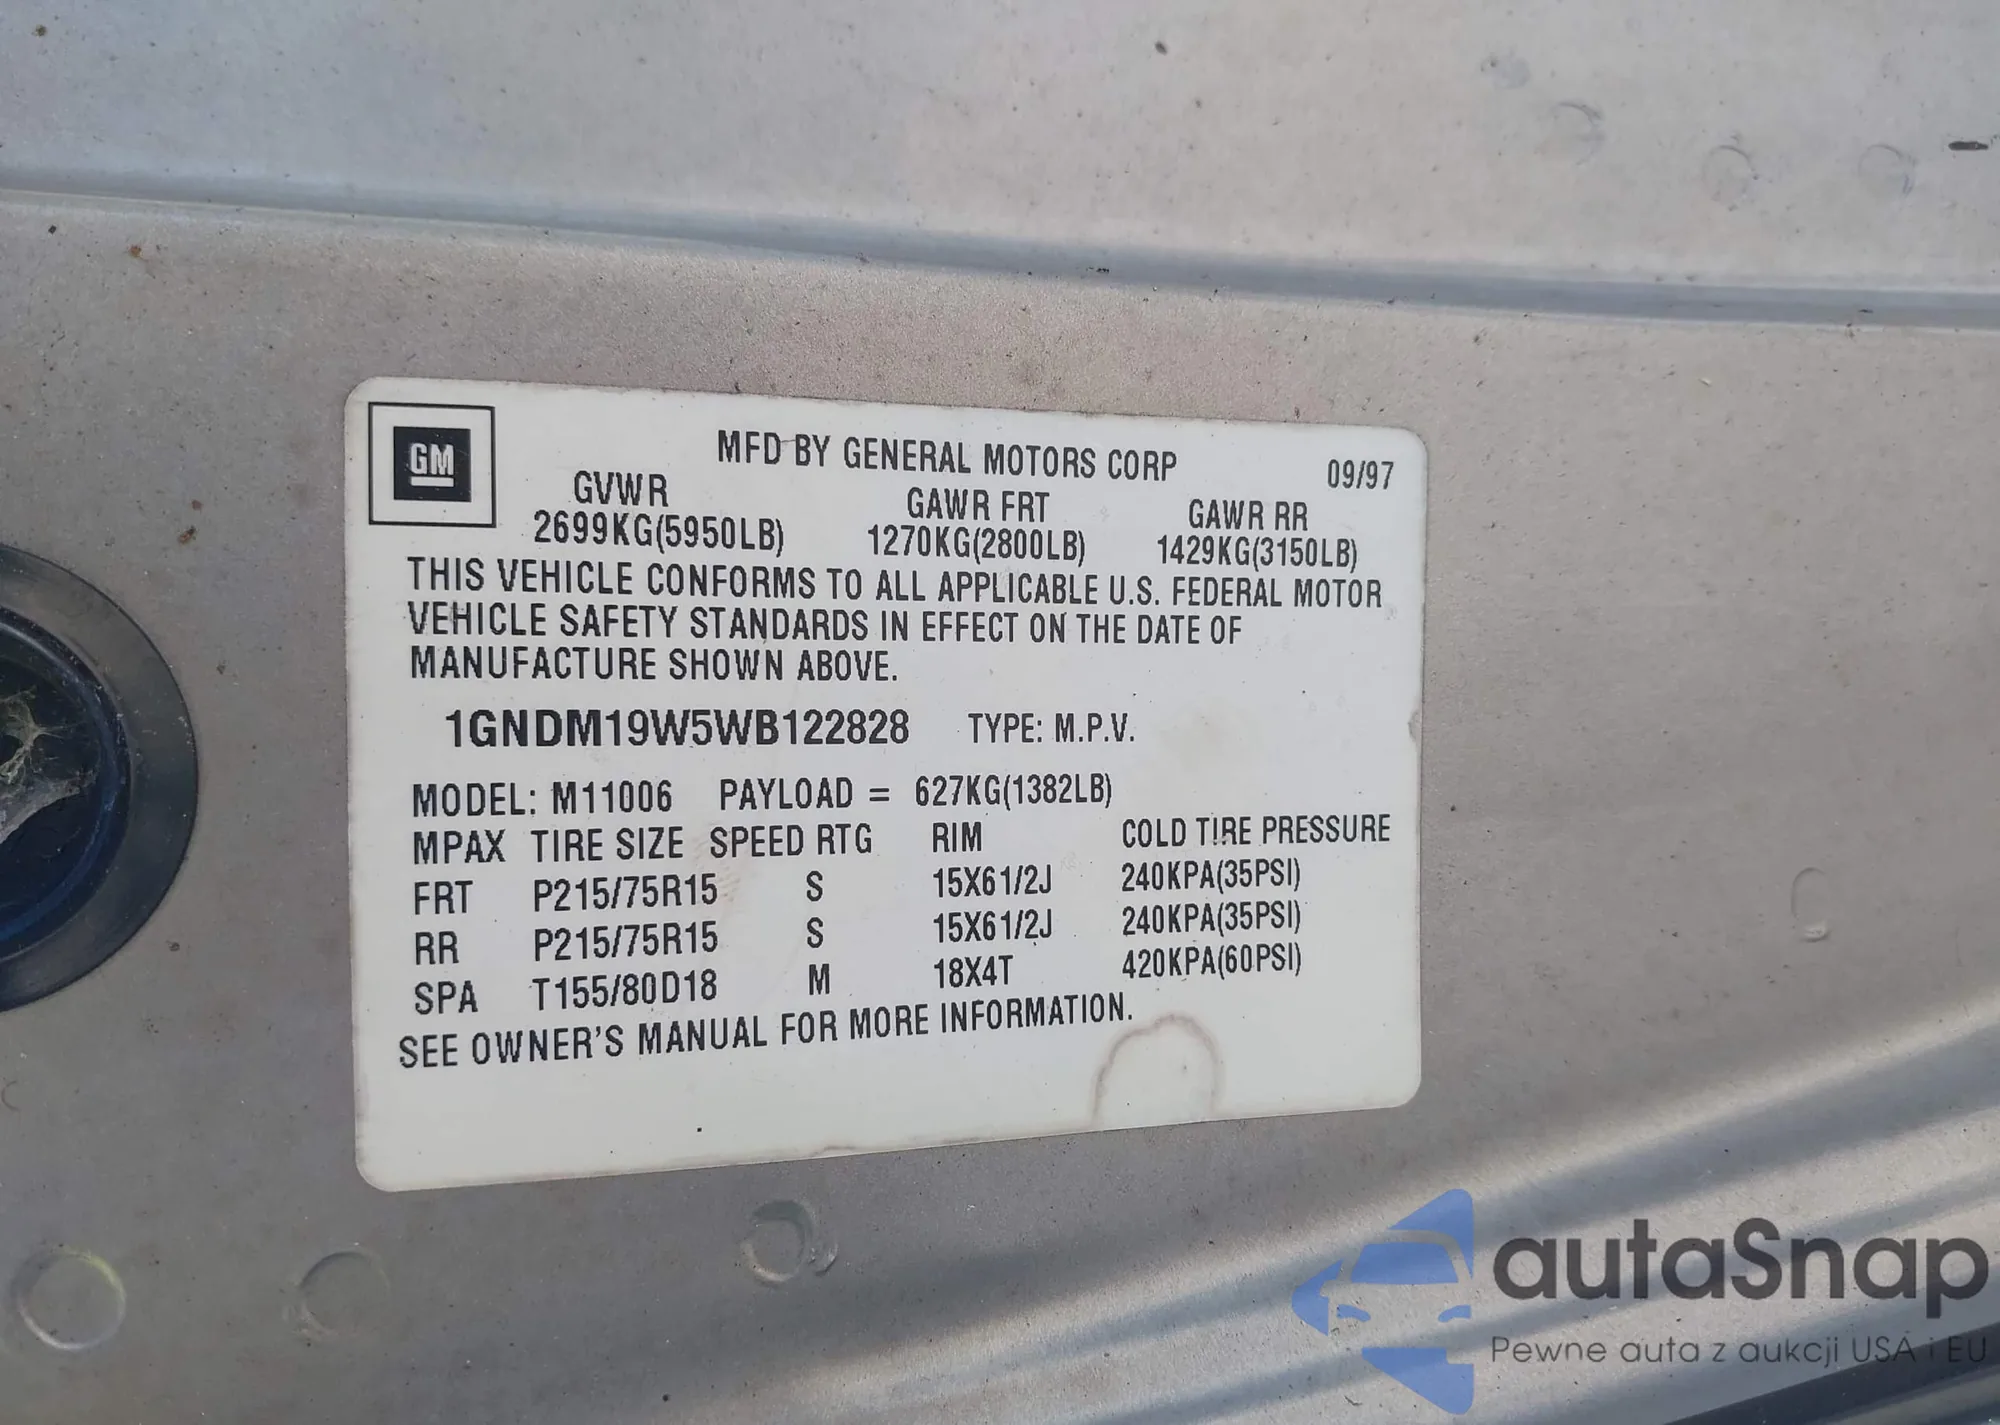 GM
MFD BY GENERAL MOTORS CORP 09/97
GVWR GAWR FRT GAWR RR
2699KG(5950LB) 1270KG(2800LB) 1429KG(3150LB)
THIS VEHICLE CONFORMS TO ALL APPLICABLE U.S. FEDERAL MOTOR
VEHICLE SAFETY STANDARDS IN EFFECT ON THE DATE OF
MANUFACTURE SHOWN ABOVE.
1GNDM19W5WB122828 TYPE: M.P.V.
MODEL: M11006 PAYLOAD = 627KG(1382LB)
MPAX TIRE SIZE SPEED RTG RIM COLD TIRE PRESSURE
FRT P215/75R15 S 15X61/2J 240KPA(35PSI)
RR P215/75R15 S 15X61/2J 240KPA(35PSI)
SPA T155/80D18 M 18X4T 420KPA(60PSI)
SEE OWNER'S MANUAL FOR MORE INFORMATION.
autaSnap
Pewne auta z aukcji USA i EU